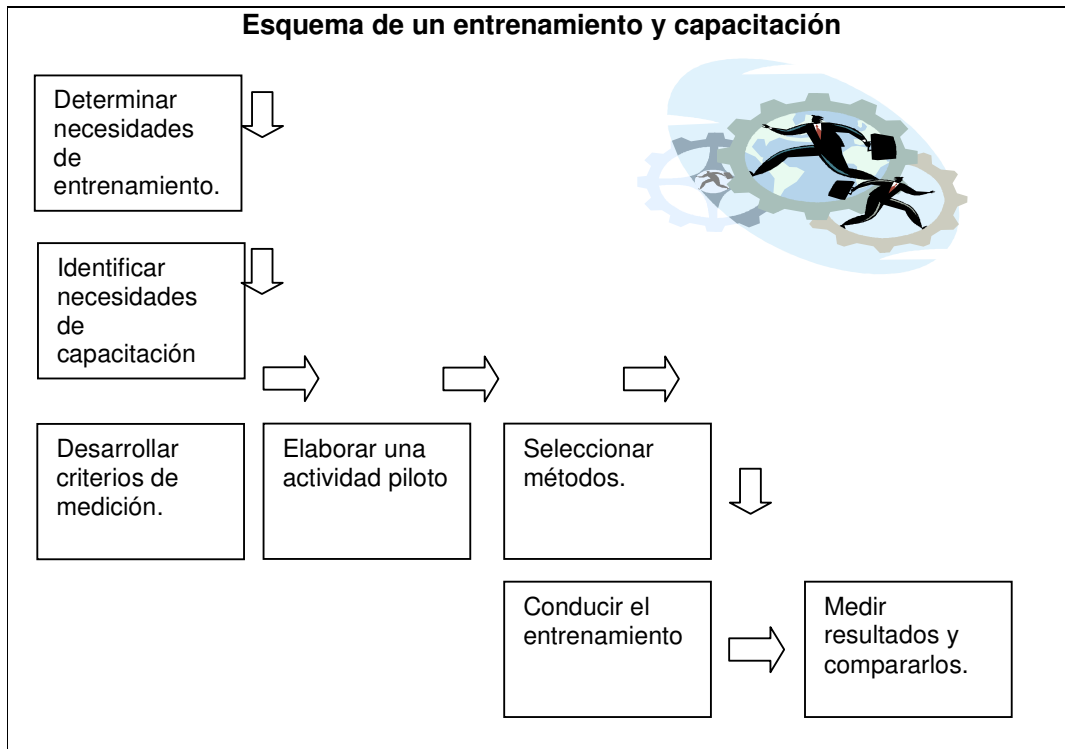 Esquema de un entrenamiento y capacitación
Determinar
necesidades
de
entrenamiento.
Identificar
necesidades
de
capacitación
Desarrollar
criterios de
medición.
Elaborar una
actividad piloto
Seleccionar
métodos.
Conducir el
entrenamiento
Medir
resultados y
compararlos.